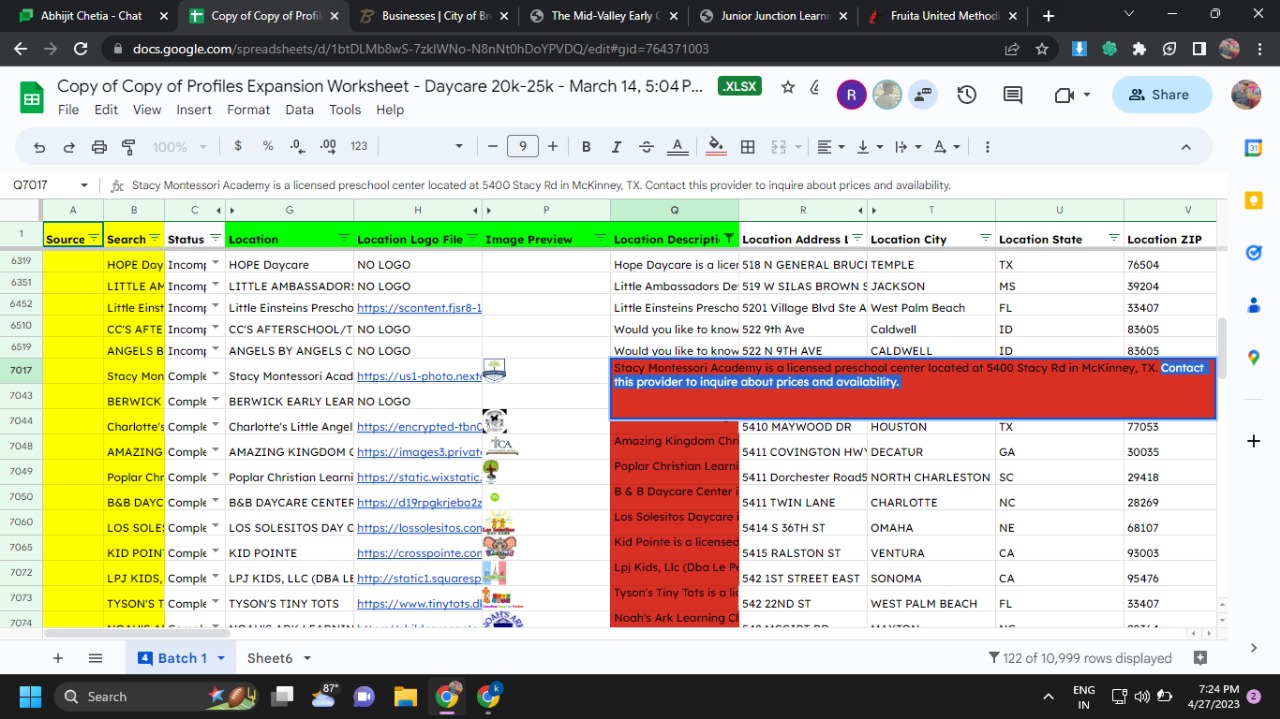 Abhijit Chetia - Chat
Copy of Copy of Profil
Businesses | City of Br
The Mid-Valley Early C
Junior Junction Learni
Fruita United Methodi
docs.google.com/spreadsheets/d/1btDLMb8wS-7zklWNo-N8nNt0hDoYPVDQ/edit#gid=764371003
Copy of Copy of Profiles Expansion Worksheet - Daycare 20k-25k - March 14, 5:04 P... .XLSX
R
Share
File Edit View Insert Format Data Tools Help
100% $ % .0 .00 123 9 B I A
Q7017 fx Stacy Montessori Academy is a licensed preschool center located at 5400 Stacy Rd in McKinney, TX. Contact this provider to inquire about prices and availability.
A B C G H P Q R T U V
1 Source Search Status Location Location Logo File Image Preview Location Descripti Location Address L Location City Location State Location ZIP
6319 HOPE Day Incomp HOPE Daycare NO LOGO Hope Daycare is a licer 518 N GENERAL BRUC TEMPLE TX 76504
6351 LITTLE AM Incomp LITTLE AMBASSADORS NO LOGO Little Ambassadors De 519 W SILAS BROWN S JACKSON MS 39204
6452 Little Einst Incomp Little Einsteins Prescho https://scontent.fjsr8-1 Little Einsteins Prescho 5201 Village Blvd Ste A West Palm Beach FL 33407
6510 CC'S AFTE Incomp CC'S AFTERSCHOOL/T NO LOGO Would you like to know 522 9th Ave Caldwell ID 83605
6519 ANGELS B Incomp ANGELS BY ANGELS C NO LOGO Would you like to know 522 N 9TH AVE CALDWELL ID 83605
7017 Stacy Mon Comple Stacy Montessori Acad https://us1-photo.nextd Stacy Montessori Academy is a licensed preschool center located at 5400 Stacy Rd in McKinney, TX. Contact
this provider to inquire about prices and availability.
7043 BERWICK Comple BERWICK EARLY LEAR NO LOGO
7044 Charlotte's Comple Charlotte's Little Angel https://encrypted-tbn0 5410 MAYWOOD DR HOUSTON TX 77053
7048 AMAZING Comple AMAZING KINGDOM C https://images3.privat TCA Amazing Kingdom Chri 5411 COVINGTON HWY DECATUR GA 30035
7049 Poplar Chr Comple Poplar Christian Learni https://static.wixstatic. Poplar Christian Learni 5411 Dorchester Road5 NORTH CHARLESTON SC 29418
7050 B&B DAYC Comple B&B DAYCARE CENTER https://d19rpgkrjeba2z B & B Daycare Center i 5411 TWIN LANE CHARLOTTE NC 28269
7060 LOS SOLES Comple LOS SOLESITOS DAY C https://lossolesitos.con Los Solesitos Daycare i 5414 S 36TH ST OMAHA NE 68107
7065 KID POIN Comple KID POINTE https://crosspointe.con Kid Pointe is a licensed 5415 RALSTON ST VENTURA CA 93003
7072 LPJ KIDS, Comple LPJ KIDS, LLC (DBA LE http://static1.squaresp Lpj Kids, Llc (Dba Le Pe 542 1ST STREET EAST SONOMA CA 95476
7073 TYSON'S T Comple TYSON'S TINY TOTS https://www.tinytots.d Tyson's Tiny Tots is a lic 542 22ND ST WEST PALM BEACH FL 33407
7074 NOAH'S ARK Noah's Ark Learning Cl
4 Batch 1 Sheet6 122 of 10,999 rows displayed
Search 87° ENG
IN 7:24 PM
4/27/2023 2